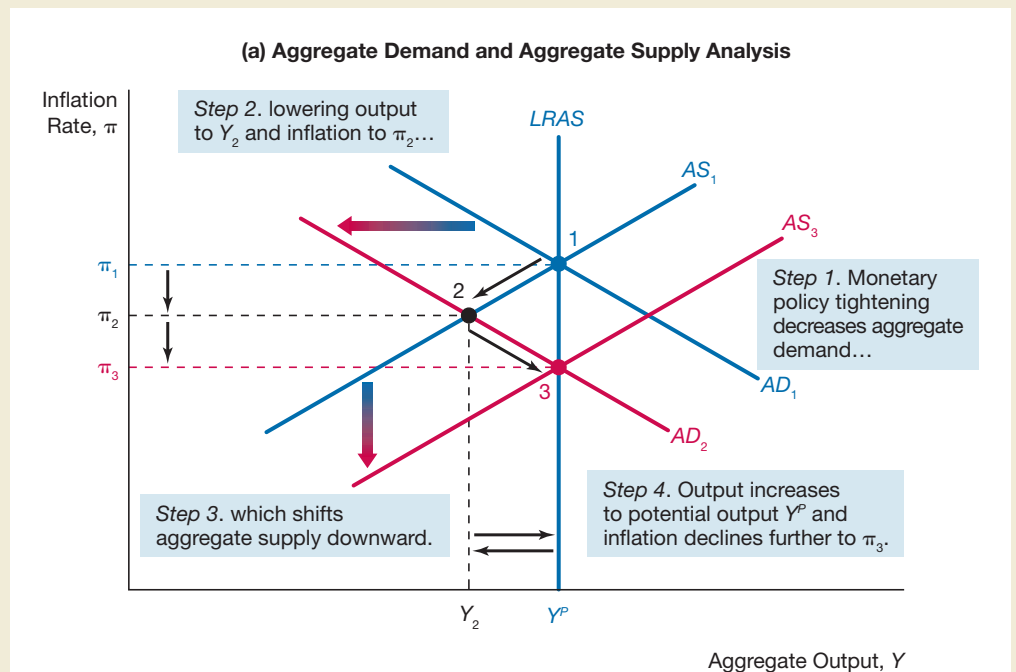 (a) Aggregate Demand and Aggregate Supply Analysis
Inflation
Rate, π
Step 2. lowering output
to Y₂ and inflation to π₂…
LRAS
AS₁
AS₃
1
π₁
Step 1. Monetary
policy tightening
decreases aggregate
demand…
2
π₂
π₃
3
AD₁
AD₂
Step 3. which shifts
aggregate supply downward.
Step 4. Output increases
to potential output Yᴾ and
inflation declines further to π₃.
Y₂
Yᴾ
Aggregate Output, Y